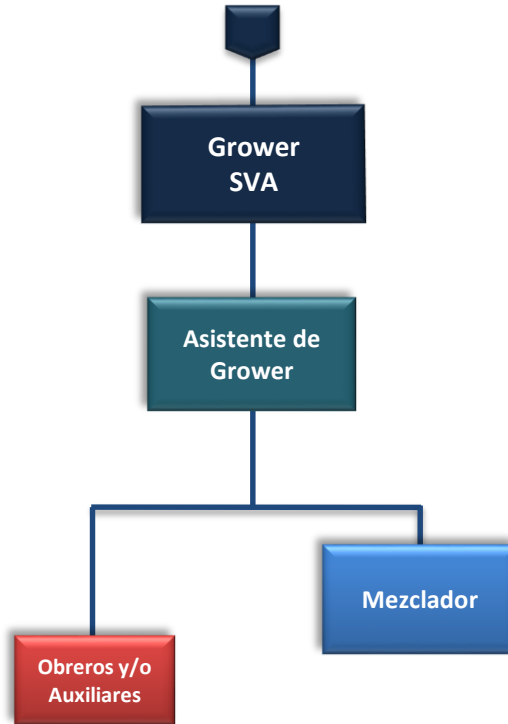 Grower
SVA
Asistente de
Grower
Mezclador
Obreros y/o
Auxiliares